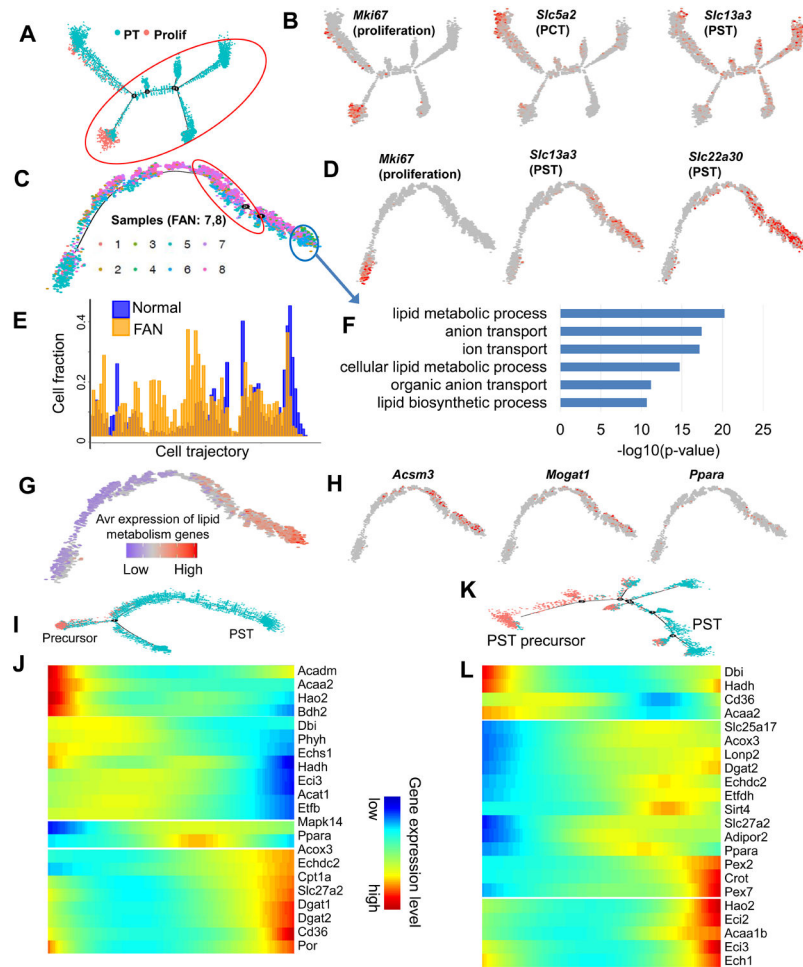 A
PT Prolif
B
Mki67
(proliferation)
Slc5a2
(PCT)
Slc13a3
(PST)
C
Samples (FAN: 7,8)
1 3 5 7
2 4 6 8
D
Mki67
(proliferation)
Slc13a3
(PST)
Slc22a30
(PST)
E
Normal
FAN
Cell fraction
0.4
0.2
0
Cell trajectory
F
lipid metabolic process
anion transport
ion transport
cellular lipid metabolic process
organic anion transport
lipid biosynthetic process
0 5 10 15 20 25
-log10(p-value)
G
Avr expression of lipid
metabolism genes
Low High
H
Acsm3
Mogat1
Ppara
I
Precursor
PST
J
Acadm
Acaa2
Hao2
Bdh2
Dbi
Phyh
Echs1
Hadh
Eci3
Acat1
Etfb
Mapk14
Ppara
Acox3
Echdc2
Cpt1a
Slc27a2
Dgat1
Dgat2
Cd36
Por
Gene expression level
low
high
K
PST precursor
PST
L
Dbi
Hadh
Cd36
Acaa2
Slc25a17
Acox3
Lonp2
Dgat2
Echdc2
Etfdh
Sirt4
Slc27a2
Adipor2
Ppara
Pex2
Crot
Pex7
Hao2
Eci2
Acaa1b
Eci3
Ech1